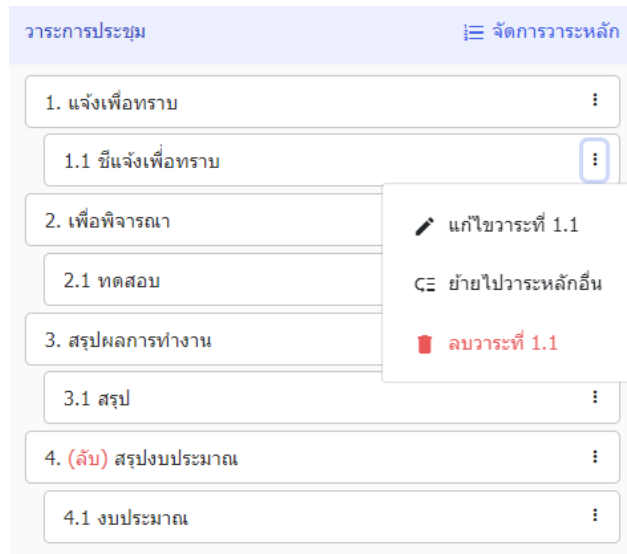 วาระการประชุม จัดการวาระหลัก
1. แจ้งเพื่อทราบ
1.1 ชี้แจ้งเพื่อทราบ
2. เพื่อพิจารณา
แก้ไขวาระที่ 1.1
2.1 ทดสอบ
ย้ายไปวาระหลักอื่น
3. สรุปผลการทำงาน
ลบวาระที่ 1.1
3.1 สรุป
4. (ลับ) สรุปงบประมาณ
4.1 งบประมาณ